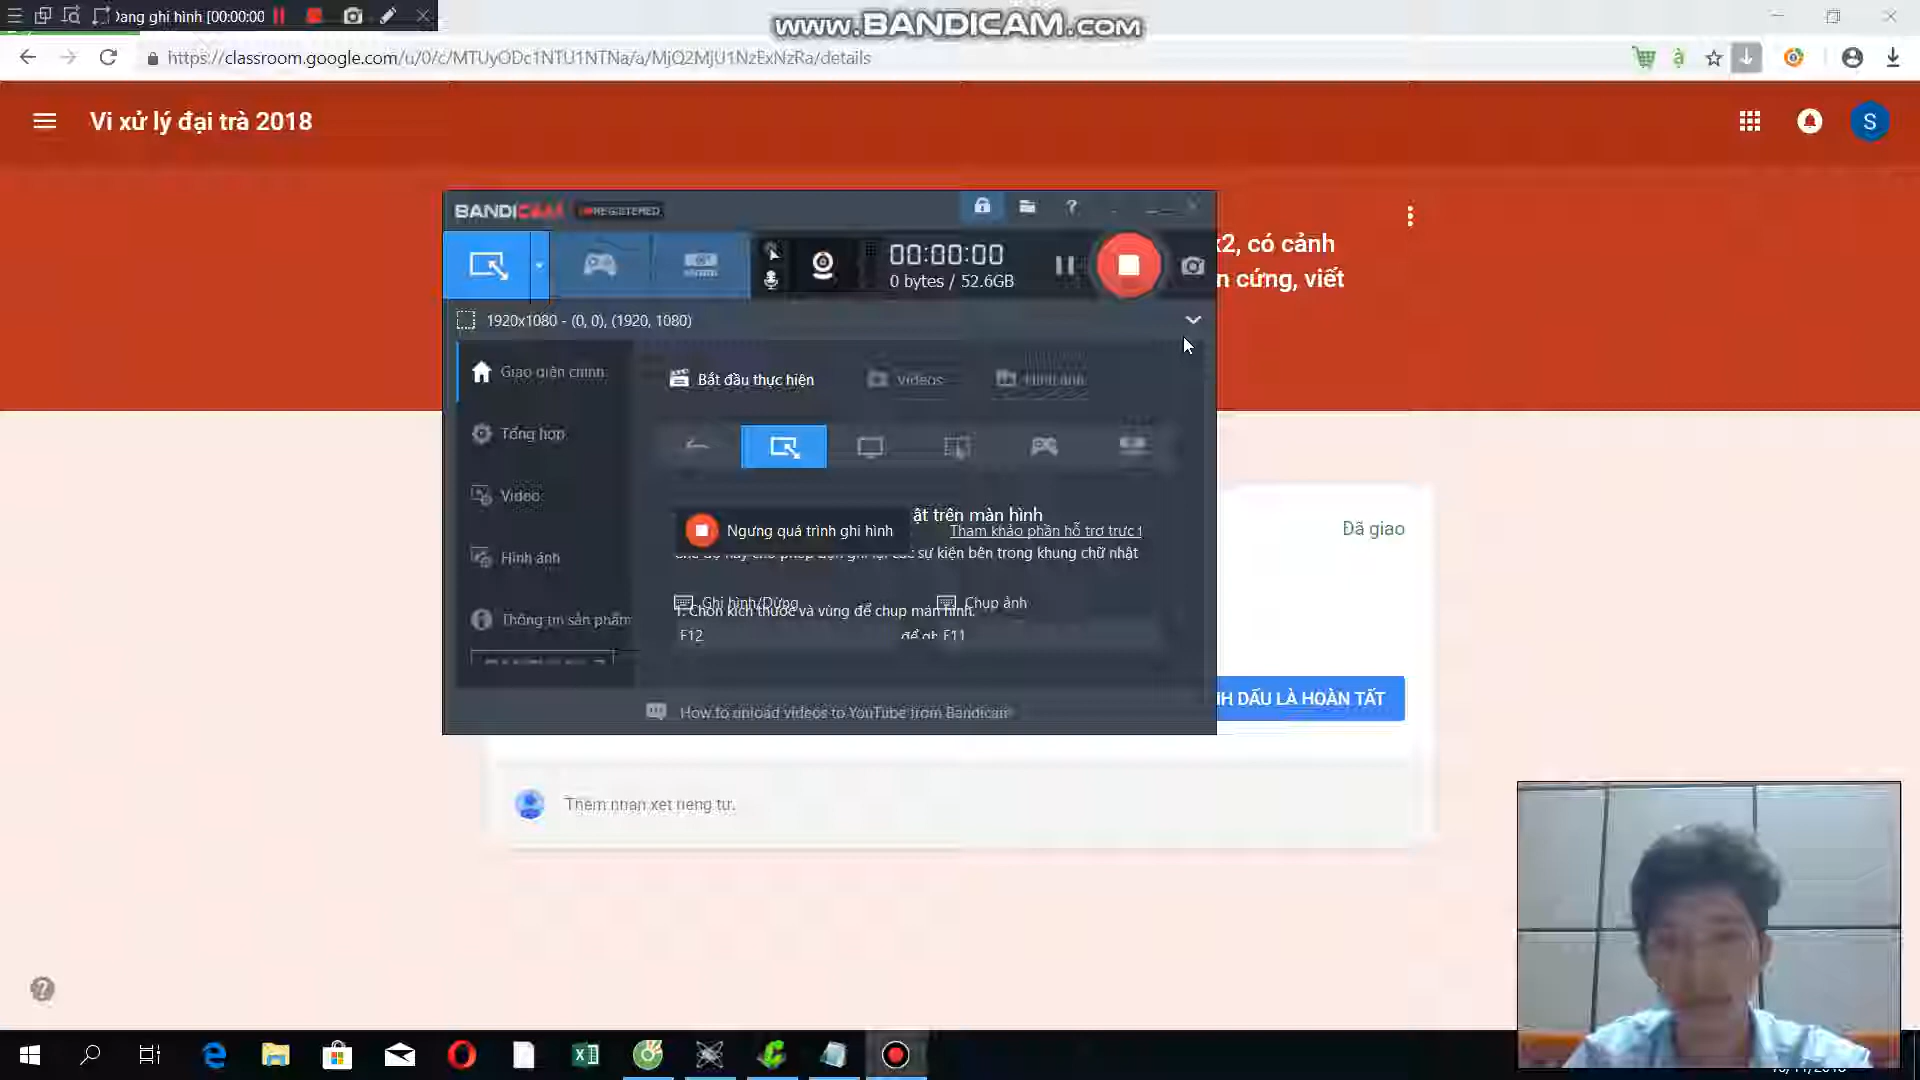 Đang ghi hình [00:00:00
www.BANDICAM.com
https://classroom.google.com/u/0/c/MTUyODc1NTU1NTNa/a/MjQ2MjU1NzExNzRa/details
Vi xử lý đại trà 2018
S
x2, có cảnh
n cứng, viết
BANDICAM UNREGISTERED
00:00:00
0 bytes / 52.6GB
1920x1080 - (0, 0), (1920, 1080)
Giao diện chính
Bắt đầu thực hiện
Videos
Hình ảnh
Tổng hợp
Video
ật trên màn hình
Ngưng quá trình ghi hình
Tham khảo phần hỗ trợ trực t
sự kiện bên trong khung chữ nhật
Đã giao
Hình ảnh
Ghi hình/Dừng
Chụp ảnh
1. Chọn kích thước và vùng để chụp màn hình.
Thông tin sản phẩm
F12
F11
NH DẤU LÀ HOÀN TẤT
How to upload videos to YouTube from Bandicam
Thêm nhận xét riêng tư.